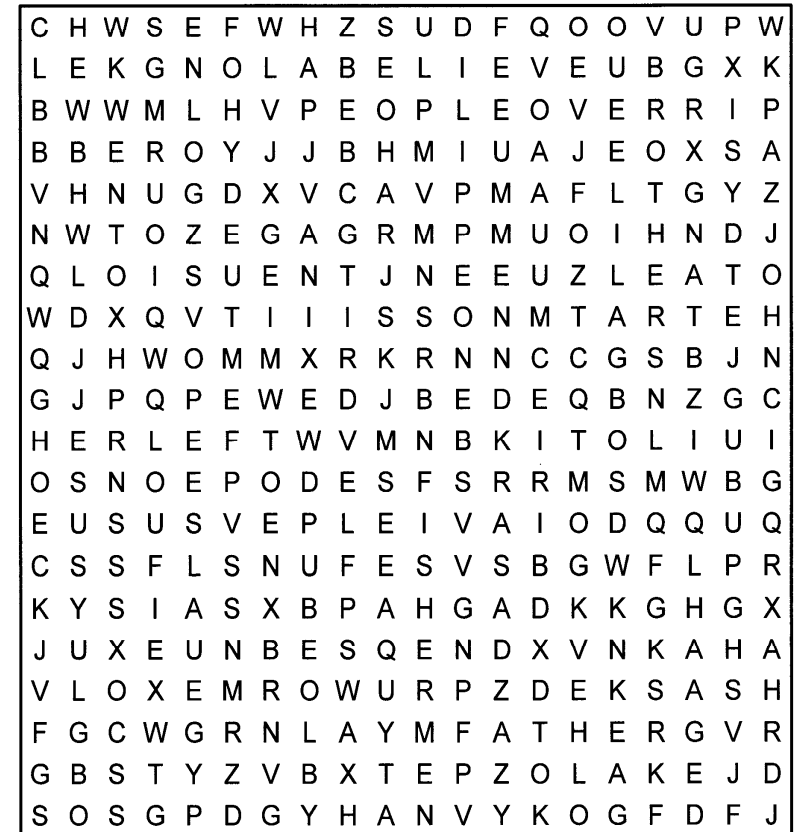 C H W S E F W H Z S U D F Q O O V U P W
L E K G N O L A B E L I E V E U B G X K
B W W M L H V P E O P L E O V E R R I P
B B E R O Y J J B H M I U A J E O X S A
V H N U G D X V C A V P M A F L T G Y Z
N W T O Z E G A G R M P M U O I H N D J
Q L O I S U E N T J N E E U Z L E A T O
W D X Q V T I I I S S O N M T A R T E H
Q J H W O M M X R K R N N C C G S B J N
G J P Q P E W E D J B E D E Q B N Z G C
H E R L E F T W V M N B K I T O L I U I
O S N O E P O D E S F S R R M S M W B G
E U S U S V E P L E I V A I O D Q Q U Q
C S S F L S N U F E S V S B G W F L P R
K Y S I A S X B P A H G A D K K G H G X
J U X E U N B E S Q E N D X V N K A H A
V L O X E M R O W U R P Z D E K S A S H
F G C W G R N L A Y M F A T H E R G V R
G B S T Y Z V B X T E P Z O L A K E J D
S O S G P D G Y H A N V Y K O G F D F J